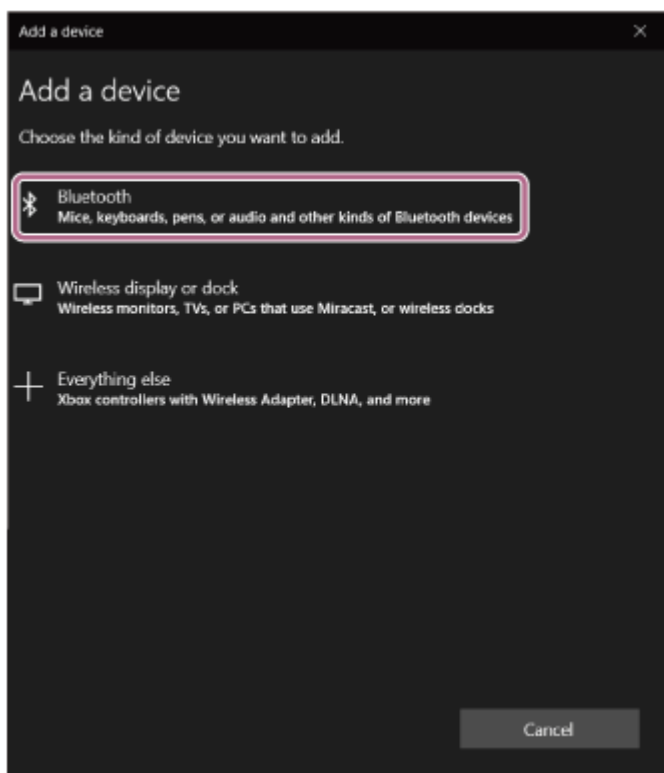 Add a device
Add a device
Choose the kind of device you want to add.
Bluetooth
Mice, keyboards, pens, or audio and other kinds of Bluetooth devices
Wireless display or dock
Wireless monitors, TVs, or PCs that use Miracast, or wireless docks
Everything else
Xbox controllers with Wireless Adapter, DLNA, and more
Cancel